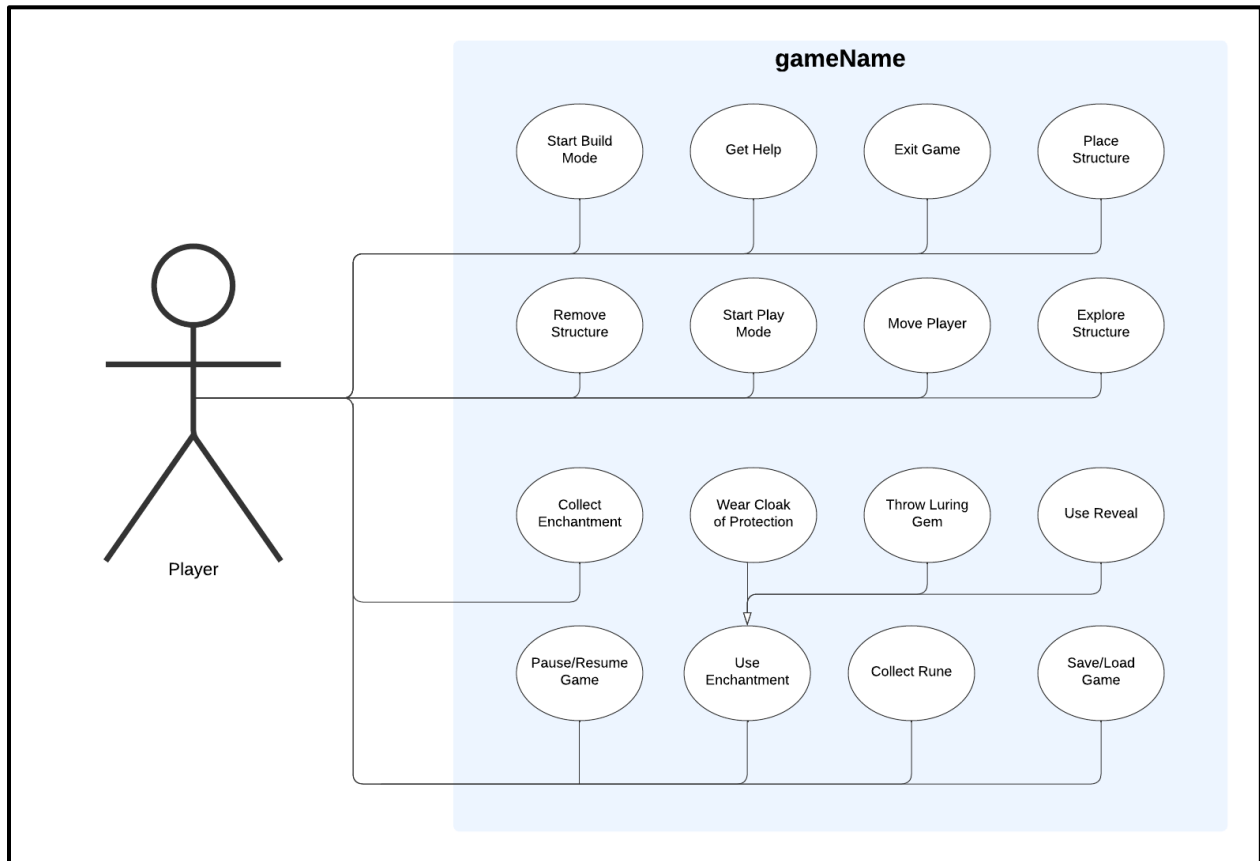 gameName
Start Build
Mode
Get Help
Exit Game
Place
Structure
Remove
Structure
Start Play
Mode
Move Player
Explore
Structure
Player
Collect
Enchantment
Wear Cloak
of Protection
Throw Luring
Gem
Use Reveal
Pause/Resume
Game
Use
Enchantment
Collect Rune
Save/Load
Game